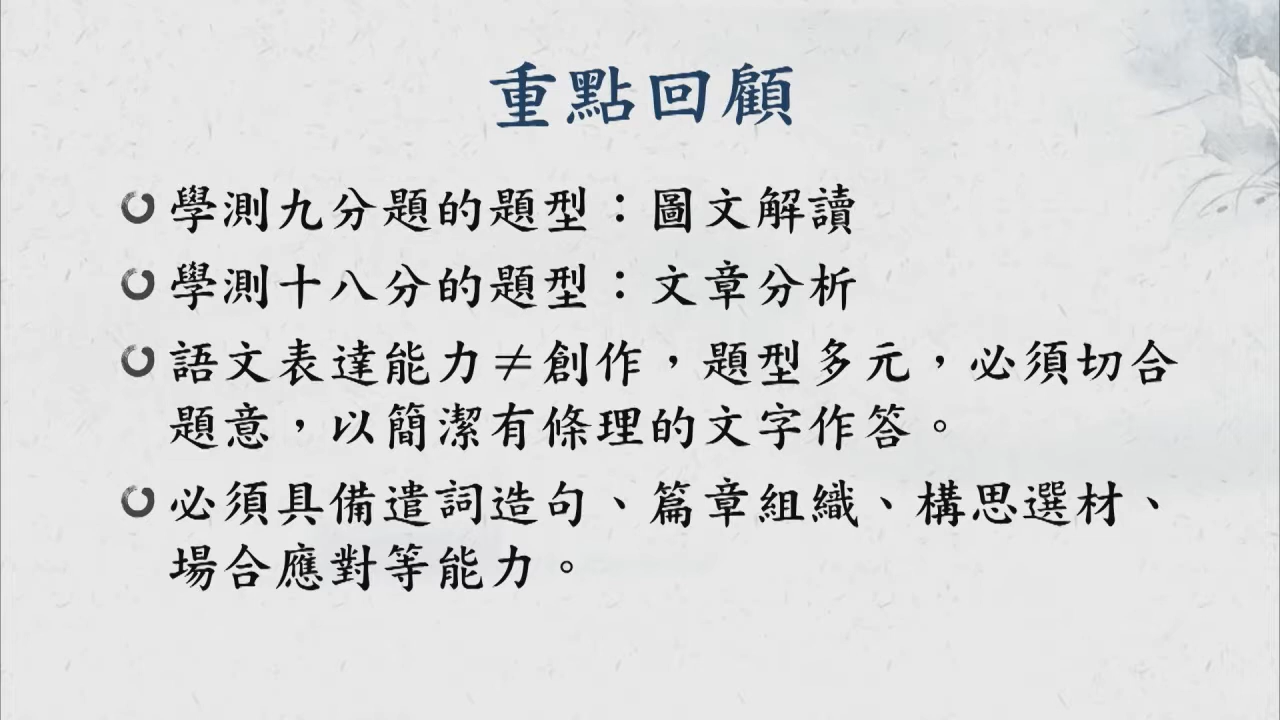 重點回顧
學測九分題的題型：圖文解讀
學測十八分的題型：文章分析
語文表達能力≠創作，題型多元，必須切合
題意，以簡潔有條理的文字作答。
必須具備遣詞造句、篇章組織、構思選材、
場合應對等能力。